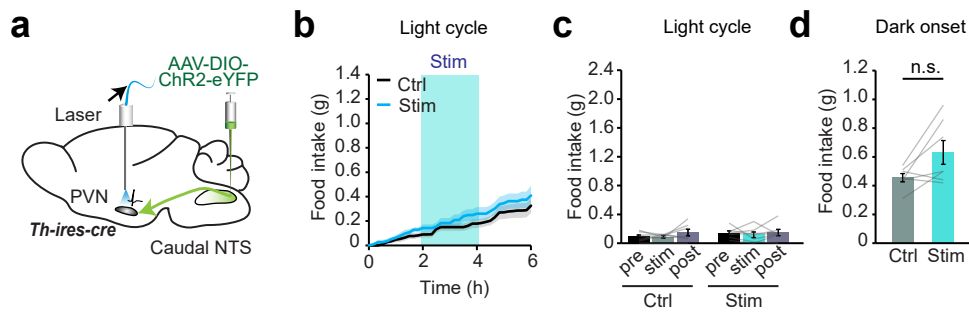 a
AAV-DIO-
ChR2-eYFP
Laser
PVN
Th-ires-cre
Caudal NTS
b
Light cycle
Stim
Ctrl
Stim
Food intake (g)
1.4
1.2
1.0
0.8
0.6
0.4
0.2
0
0 2 4 6
Time (h)
c
Light cycle
Food intake (g)
2.4
2.0
1.6
1.2
0.8
0.4
0
pre stim post pre stim post
Ctrl Stim
d
Dark onset
n.s.
Food intake (g)
1.2
1.0
0.8
0.6
0.4
0.2
0
Ctrl Stim